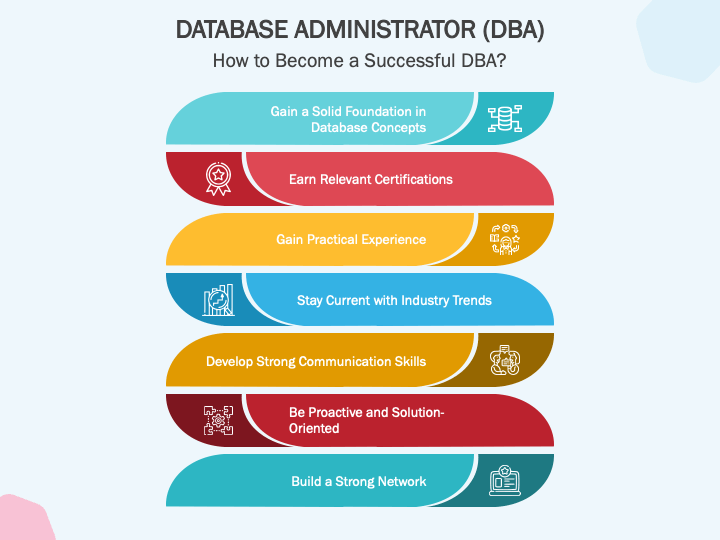 DATABASE ADMINISTRATOR (DBA)
How to Become a Successful DBA?
Gain a Solid Foundation in
Database Concepts
Earn Relevant Certifications
Gain Practical Experience
Stay Current with Industry Trends
Develop Strong Communication Skills
Be Proactive and Solution-
Oriented
Build a Strong Network